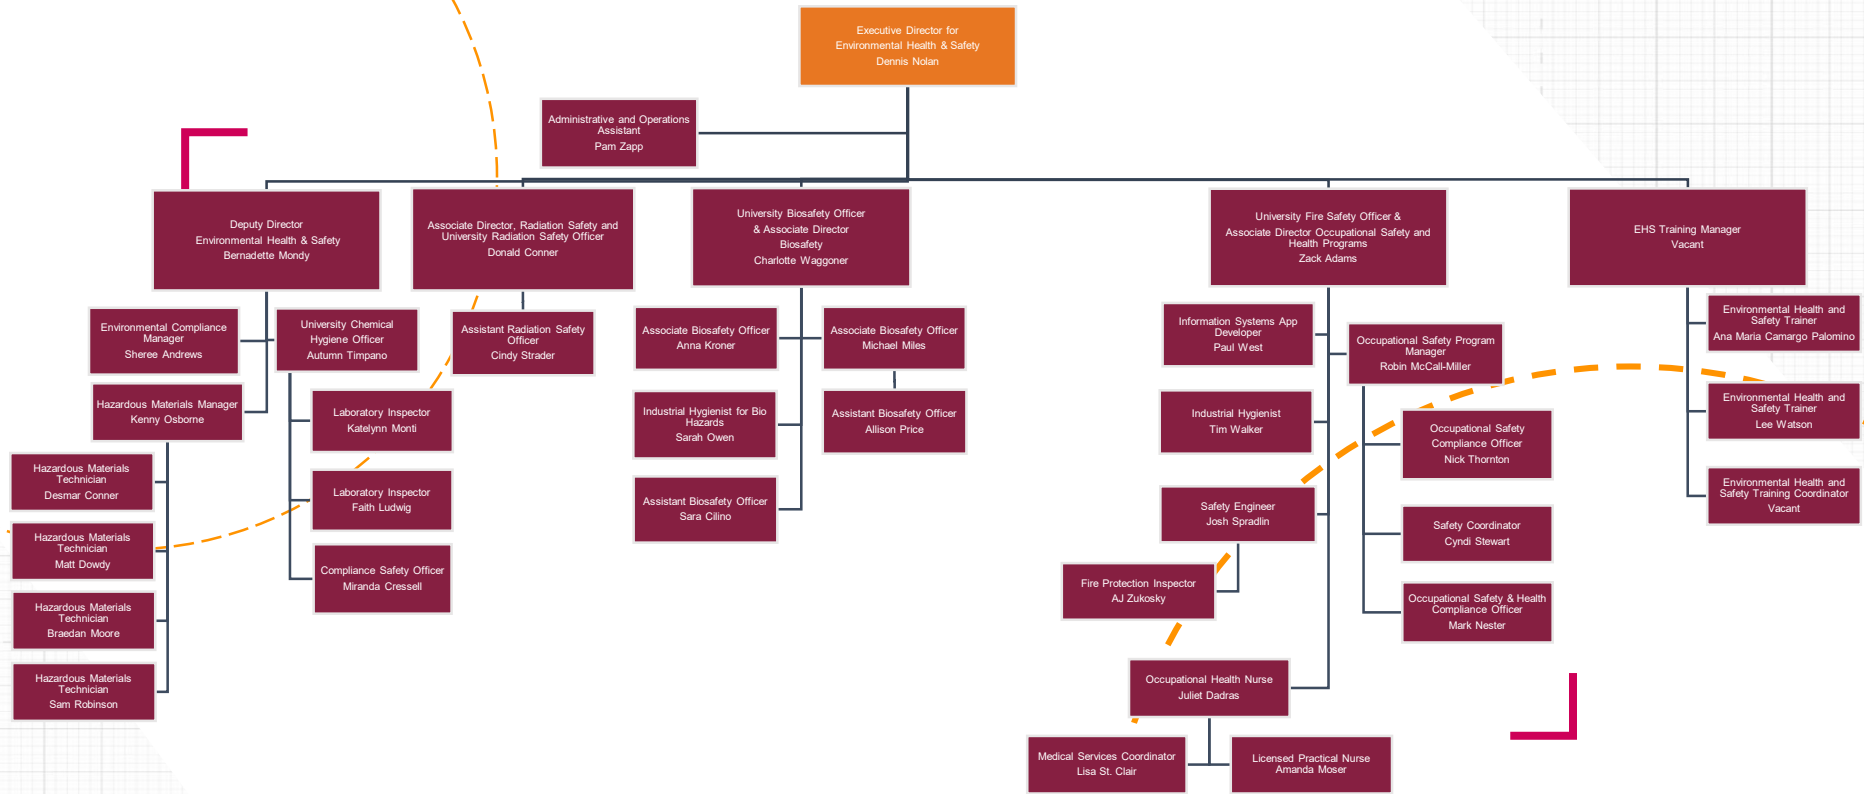 Executive Director for
Environmental Health & Safety
Dennis Nolan
Administrative and Operations
Assistant
Pam Zapp
Deputy Director
Environmental Health & Safety
Bernadette Mondy
Associate Director, Radiation Safety and
University Radiation Safety Officer
Donald Conner
University Biosafety Officer
& Associate Director
Biosafety
Charlotte Waggoner
University Fire Safety Officer &
Associate Director Occupational Safety and
Health Programs
Zack Adams
EHS Training Manager
Vacant
Environmental Compliance
Manager
Sheree Andrews
University Chemical
Hygiene Officer
Autumn Timpano
Hazardous Materials Manager
Kenny Osborne
Laboratory Inspector
Katelynn Monti
Laboratory Inspector
Faith Ludwig
Compliance Safety Officer
Miranda Cressell
Hazardous Materials
Technician
Desmar Conner
Hazardous Materials
Technician
Matt Dowdy
Hazardous Materials
Technician
Braedan Moore
Hazardous Materials
Technician
Sam Robinson
Assistant Radiation Safety
Officer
Cindy Strader
Associate Biosafety Officer
Anna Kroner
Associate Biosafety Officer
Michael Miles
Industrial Hygienist for Bio
Hazards
Sarah Owen
Assistant Biosafety Officer
Allison Price
Assistant Biosafety Officer
Sara Cilino
Information Systems App
Developer
Paul West
Occupational Safety Program
Manager
Robin McCall-Miller
Industrial Hygienist
Tim Walker
Occupational Safety
Compliance Officer
Nick Thornton
Safety Engineer
Josh Spradlin
Safety Coordinator
Cyndi Stewart
Fire Protection Inspector
AJ Zukosky
Occupational Safety & Health
Compliance Officer
Mark Nester
Occupational Health Nurse
Juliet Dadras
Medical Services Coordinator
Lisa St. Clair
Licensed Practical Nurse
Amanda Moser
Environmental Health and
Safety Trainer
Ana Maria Camargo Palomino
Environmental Health and
Safety Trainer
Lee Watson
Environmental Health and
Safety Training Coordinator
Vacant